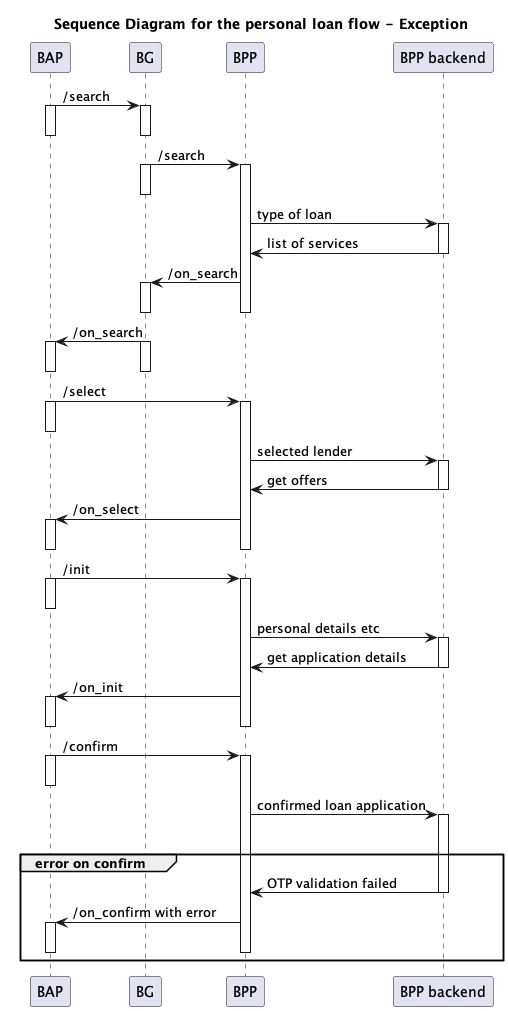 Sequence Diagram for the personal loan flow - Exception
BAP BG BPP BPP backend
/search
/search
type of loan
list of services
/on_search
/on_search
/select
selected lender
get offers
/on_select
/init
personal details etc
get application details
/on_init
/confirm
confirmed loan application
error on confirm
OTP validation failed
/on_confirm with error
BAP BG BPP BPP backend